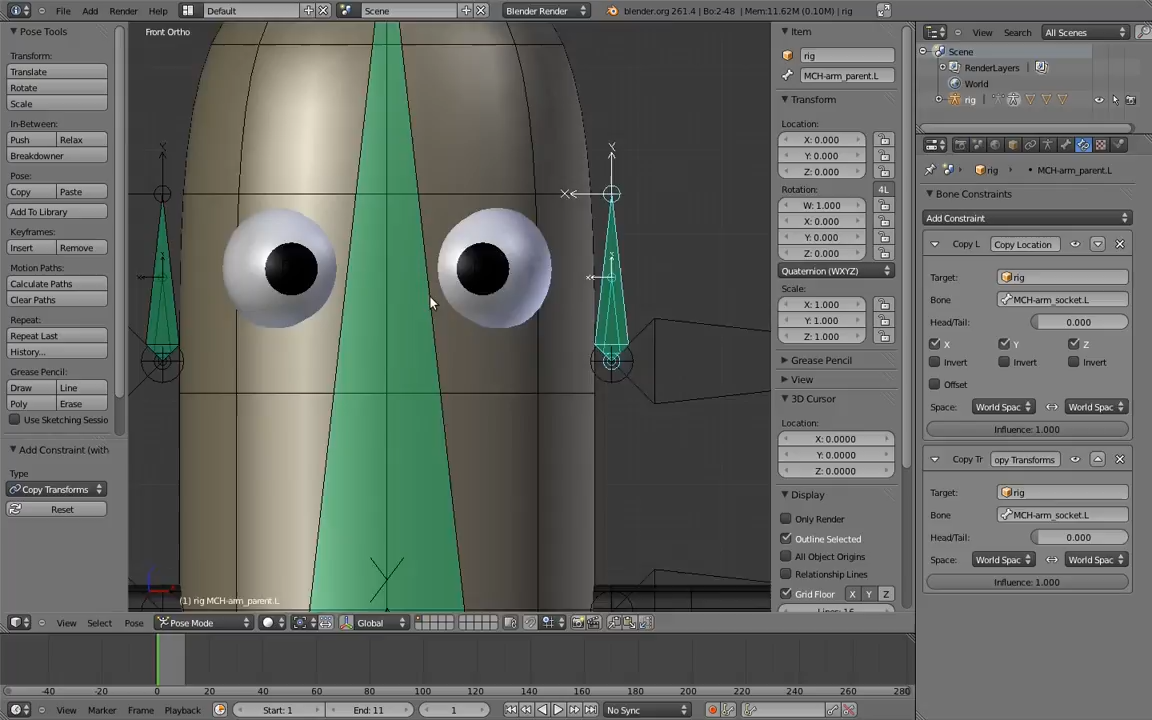 File Add Render Help Default Scene Blender Render blender.org 261.4 | Bo:2-48 | Mem:11.62M (0.10M) | rig
Pose Tools
Transform:
Translate
Rotate
Scale
In-Between:
Push Relax
Breakdowner
Pose:
Copy Paste
Add To Library
Keyframes:
Insert Remove
Motion Paths:
Calculate Paths
Clear Paths
Repeat:
Repeat Last
History...
Grease Pencil:
Draw Line
Poly Erase
Use Sketching Sessio
Add Constraint (with
Type
Copy Transforms
Reset
Front Ortho
X
X
X
X
Y
(1) rig MCH-arm_parent.L
View Select Pose Pose Mode Global
Item
rig
MCH-arm_parent.L
Transform
Location:
X: 0.000
Y: 0.000
Z: 0.000
Rotation: 4L
W: 1.000
X: 0.000
Y: 0.000
Z: 0.000
Quaternion (WXYZ)
Scale:
X: 1.000
Y: 1.000
Z: 1.000
Grease Pencil
View
3D Cursor
Location:
X: 0.0000
Y: 0.0000
Z: 0.0000
Display
Only Render
Outline Selected
All Object Origins
Relationship Lines
Grid Floor X Y Z
Lines: 16
View Search All Scenes
Scene
RenderLayers
World
rig
rig MCH-arm_parent.L
Bone Constraints
Add Constraint
Copy L Copy Location
Target: rig
Bone MCH-arm_socket.L
Head/Tail: 0.000
X Y Z
Invert Invert Invert
Offset
Space: World Spac World Spac
Influence: 1.000
Copy Tr opy Transforms
Target: rig
Bone MCH-arm_socket.L
Head/Tail: 0.000
Space: World Spac World Spac
Influence: 1.000
-40 -20 0 20 40 60 80 100 120 140 160 180 200 220 240 260 280
View Marker Frame Playback Start: 1 End: 11 1 No Sync